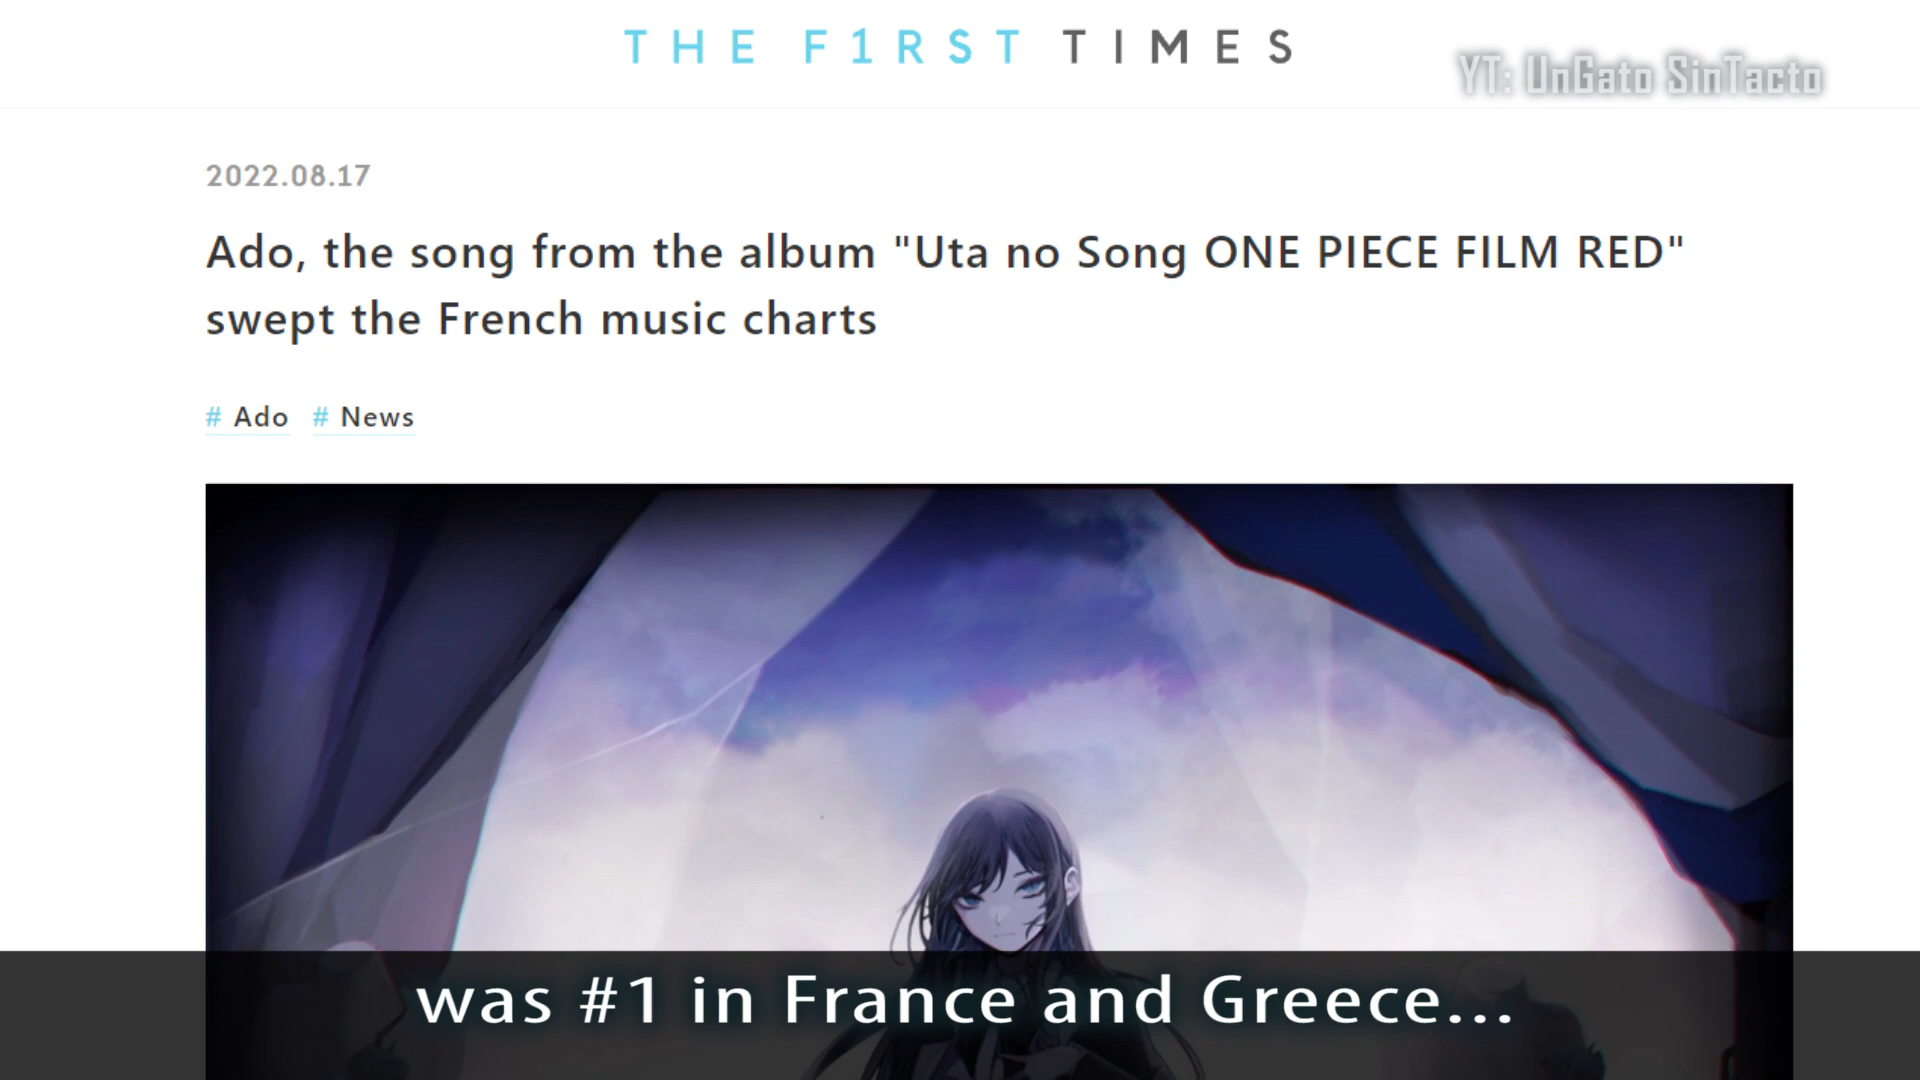 THE F1RST TIMES
YT: UnGato SinTacto
2022.08.17
Ado, the song from the album "Uta no Song ONE PIECE FILM RED"
swept the French music charts
# Ado # News
was #1 in France and Greece...